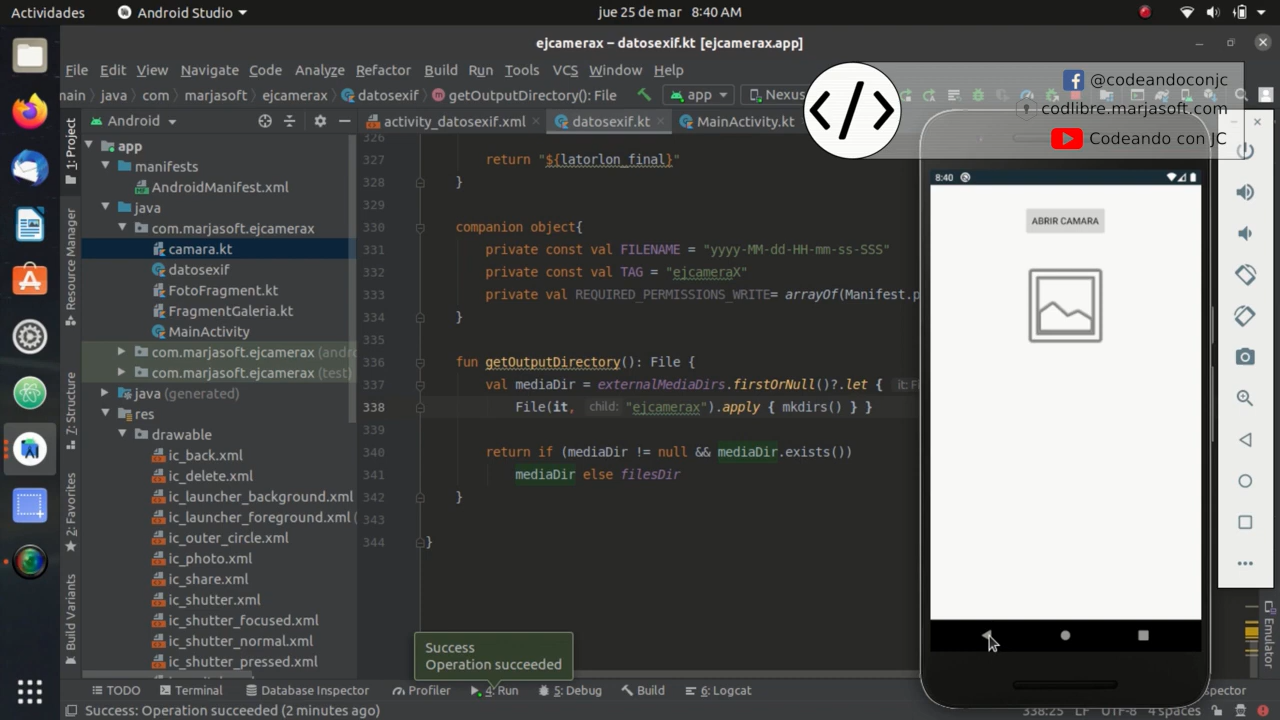 Actividades
Android Studio
jue 25 de mar 8:40 AM
ejcamerax – datosexif.kt [ejcamerax.app]
File Edit View Navigate Code Analyze Refactor Build Run Tools VCS Window Help
main java com marjasoft ejcamerax datosexif getOutputDirectory(): File
app
Nexus
@codeandoconjc
codlibre.marjasoft.com
Codeando con JC
</>
Android
activity_datosexif.xml
datosexif.kt
MainActivity.kt
1: Project
Resource Manager
7: Structure
2: Favorites
Build Variants
app
manifests
AndroidManifest.xml
java
com.marjasoft.ejcamerax
camara.kt
datosexif
FotoFragment.kt
FragmentGaleria.kt
MainActivity
com.marjasoft.ejcamerax (andro
com.marjasoft.ejcamerax (test)
java (generated)
res
drawable
ic_back.xml
ic_delete.xml
ic_launcher_background.xml
ic_launcher_foreground.xml (
ic_outer_circle.xml
ic_photo.xml
ic_share.xml
ic_shutter.xml
ic_shutter_focused.xml
ic_shutter_normal.xml
ic_shutter_pressed.xml
326
327 return "${latorlon_final}"
328 }
329
330 companion object{
331 private const val FILENAME = "yyyy-MM-dd-HH-mm-ss-SSS"
332 private const val TAG = "ejcameraX"
333 private val REQUIRED_PERMISSIONS_WRITE= arrayOf(Manifest.p
334 }
335
336 fun getOutputDirectory(): File {
337 val mediaDir = externalMediaDirs.firstOrNull()?.let { it: Fi
338 File(it, child: "ejcamerax").apply { mkdirs() } }
339
340 return if (mediaDir != null && mediaDir.exists())
341 mediaDir else filesDir
342 }
343
344 }
8:40
ABRIR CAMARA
Success
Operation succeeded
TODO
Terminal
Database Inspector
Profiler
4: Run
5: Debug
Build
6: Logcat
spector
Emulator
Success: Operation succeeded (2 minutes ago)
338:25 LF UTF-8 4 spaces